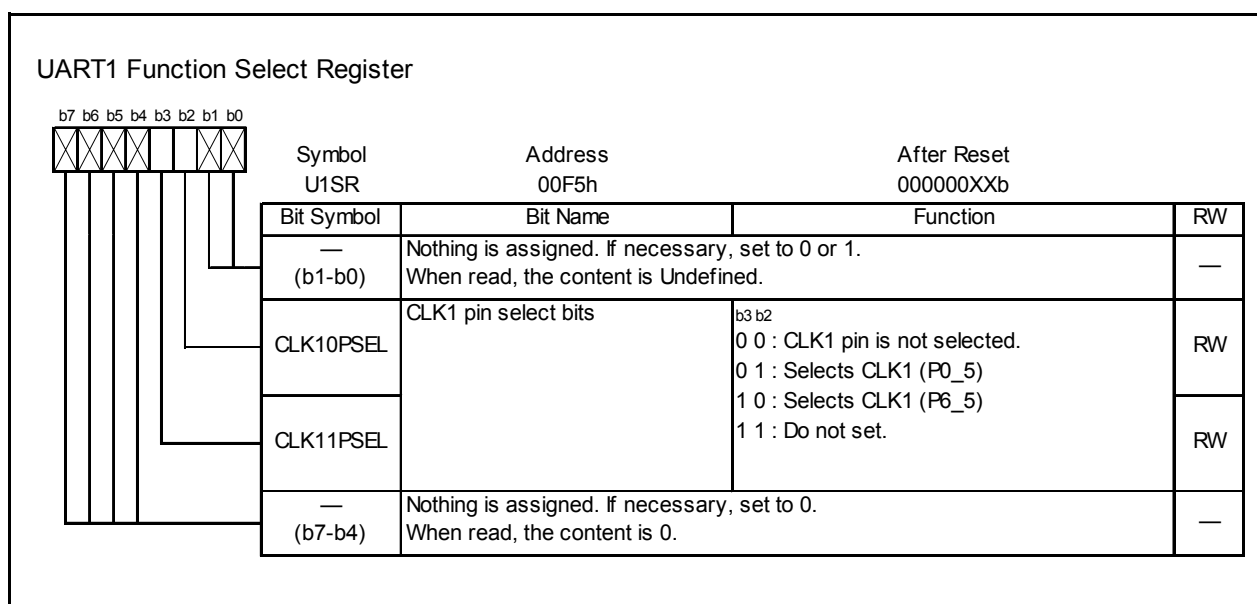 UART1 Function Select Register
b7 b6 b5 b4 b3 b2 b1 b0
Symbol Address After Reset
U1SR 00F5h 000000XXb
Bit Symbol Bit Name Function RW
— Nothing is assigned. If necessary, set to 0 or 1. —
(b1-b0) When read, the content is Undefined.
CLK10PSEL CLK1 pin select bits b3 b2 RW
0 0 : CLK1 pin is not selected.
0 1 : Selects CLK1 (P0_5)
1 0 : Selects CLK1 (P6_5)
CLK11PSEL 1 1 : Do not set. RW
— Nothing is assigned. If necessary, set to 0. —
(b7-b4) When read, the content is 0.